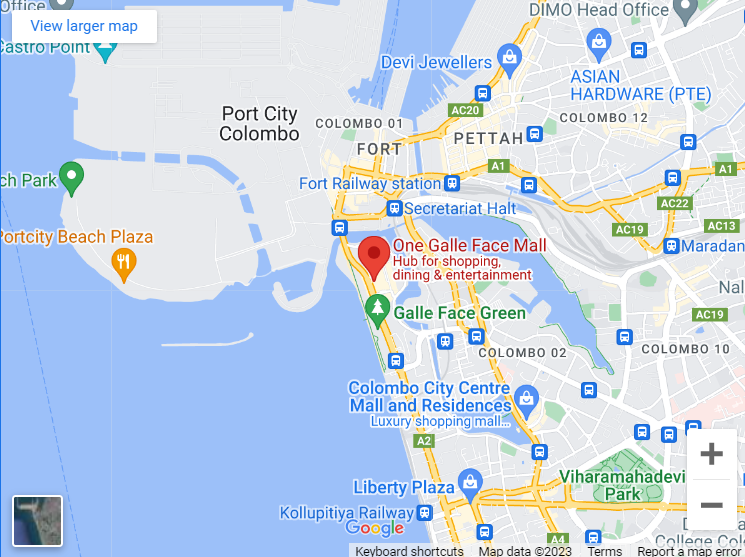 Office
View larger map
DIMO Head Office
Castro Point
Devi Jewellers
ASIAN
HARDWARE (PTE)
AC20
Port City
Colombo
COLOMBO 01
COLOMBO 12
FORT
PETTAH
A1
A1
ch Park
Fort Railway station
AC22
Secretariat Halt
AC19
AC13
Portcity Beach Plaza
One Galle Face Mall
Hub for shopping,
dining & entertainment
Maradan
Nal
Galle Face Green
AC19
COLOMBO 02
COLOMBO 10
Colombo City Centre
Mall and Residences
Luxury shopping mall...
A2
Viharamahadevi
Park
Liberty Plaza
Kollupitiya Railway
Google
A4
College Colo
Keyboard shortcuts
Map data ©2023
Terms
Report a map error